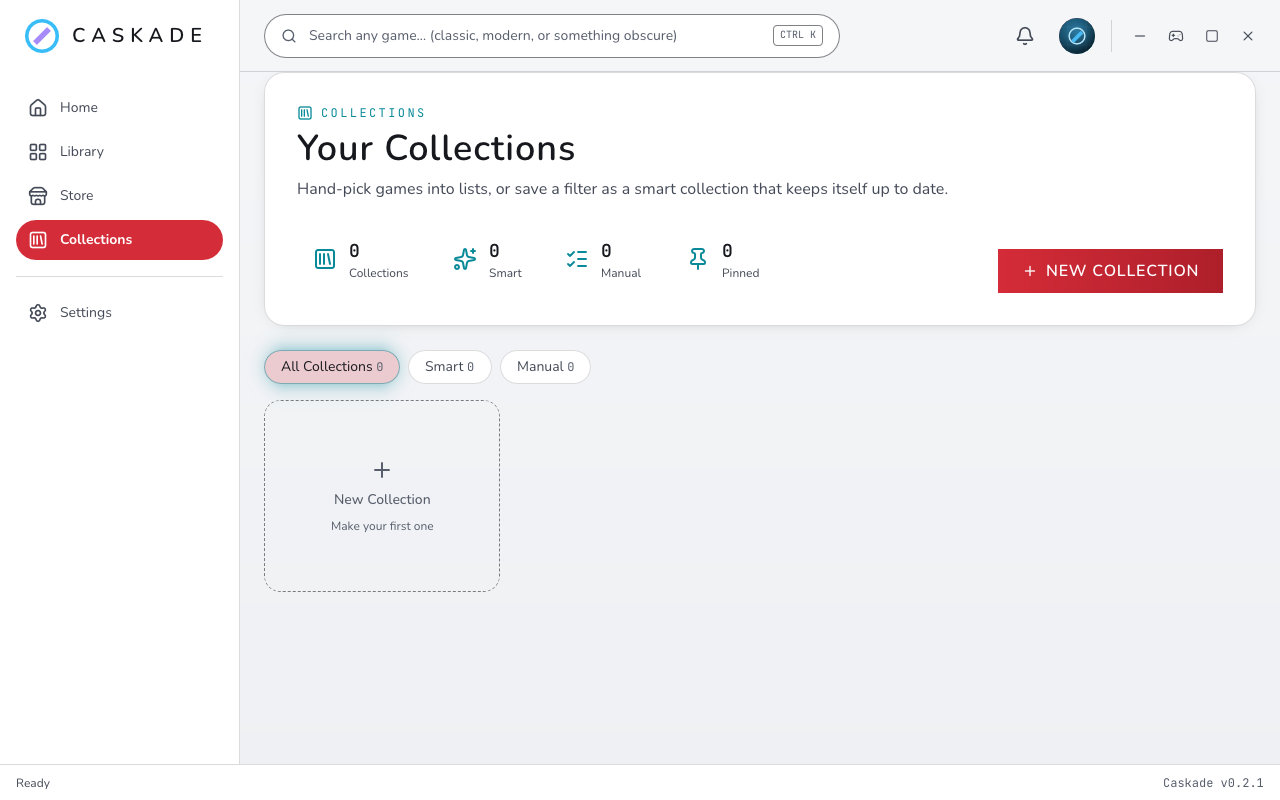 CASKADE
Search any game... (classic, modern, or something obscure)
CTRL K
Home
Library
Store
Collections
Settings
COLLECTIONS
Your Collections
Hand-pick games into lists, or save a filter as a smart collection that keeps itself up to date.
0
Collections
0
Smart
0
Manual
0
Pinned
+ NEW COLLECTION
All Collections 0
Smart 0
Manual 0
New Collection
Make your first one
Ready
Caskade v0.2.1